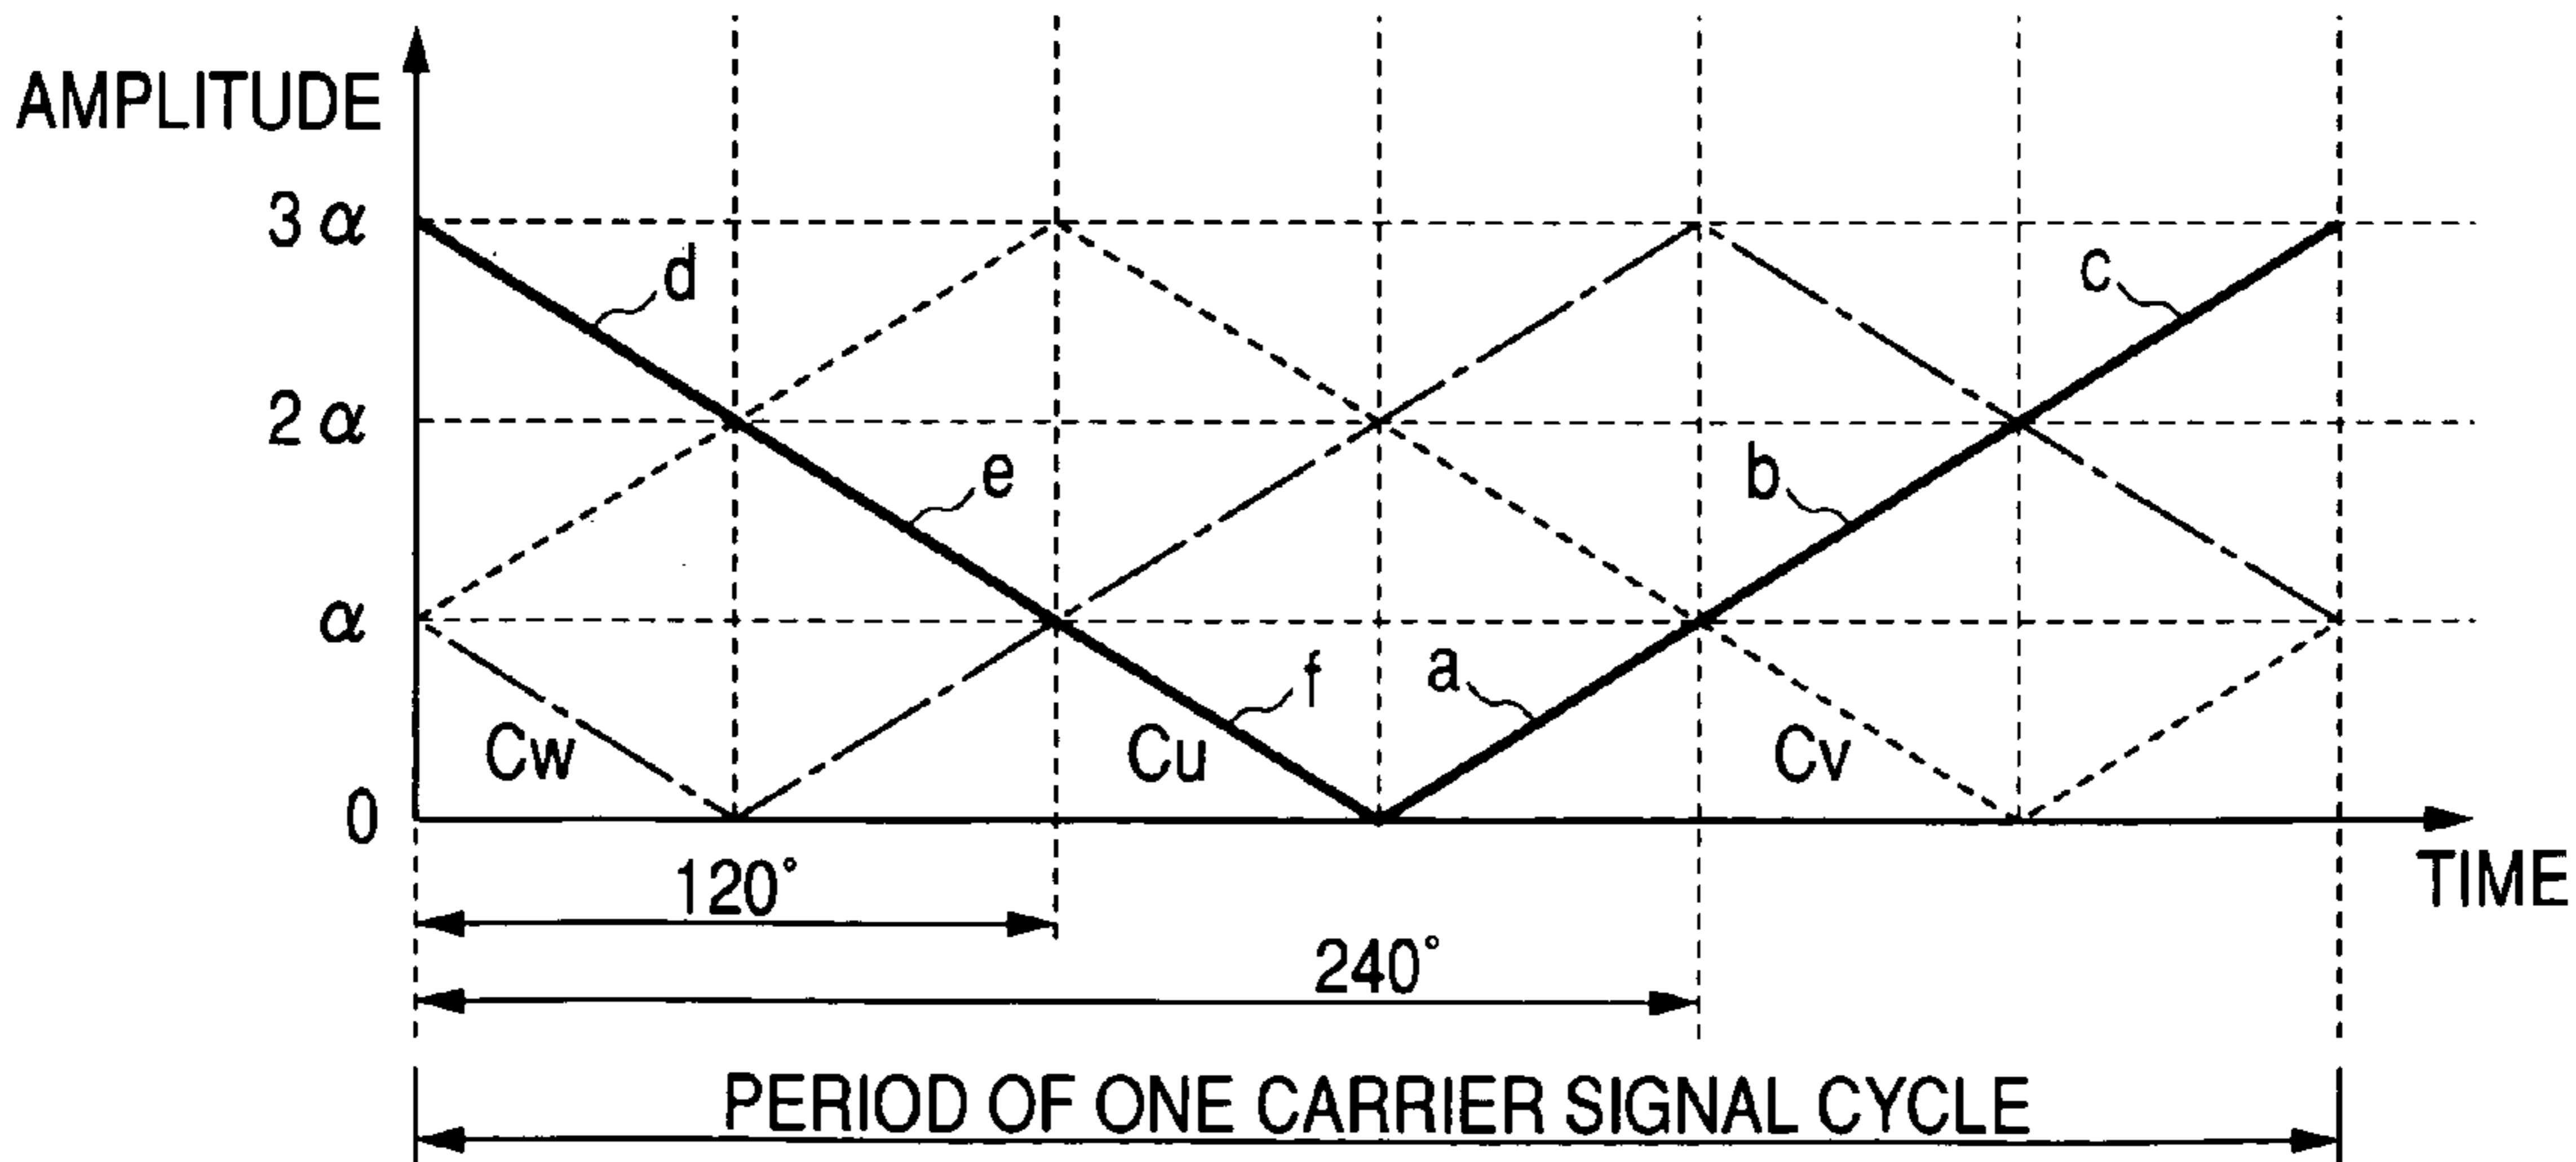 AMPLITUDE
3α
d
c
2α
e
b
α
f
a
Cw
Cu
Cv
0
120°
TIME
240°
PERIOD OF ONE CARRIER SIGNAL CYCLE